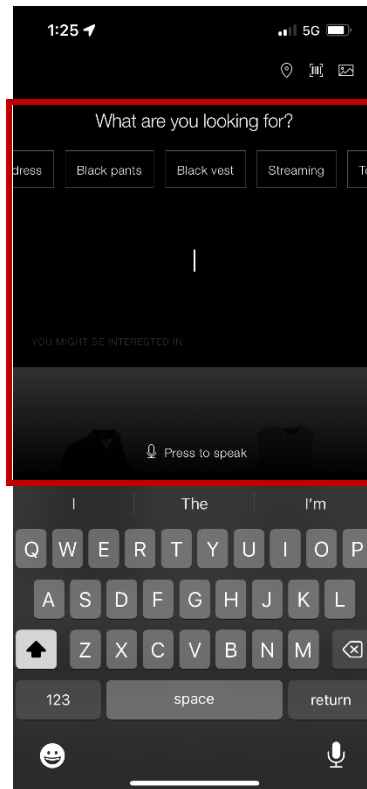 1:25 5G
What are you looking for?
dress Black pants Black vest Streaming To
YOU MIGHT BE INTERESTED IN
Press to speak
I The I'm
Q W E R T Y U I O P
A S D F G H J K L
Z X C V B N M
123 space return